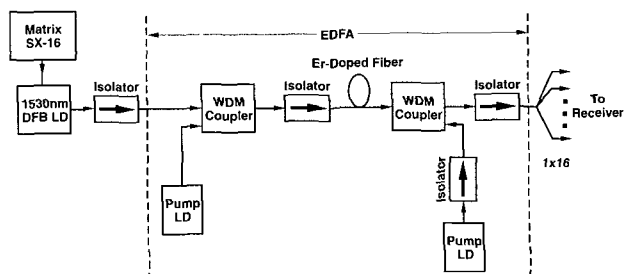 EDFA
Matrix
SX-16
1530nm
DFB LD
Isolator
WDM
Coupler
Isolator
Er-Doped Fiber
WDM
Coupler
Isolator
To
Receiver
1x16
Pump
LD
Isolator
Pump
LD